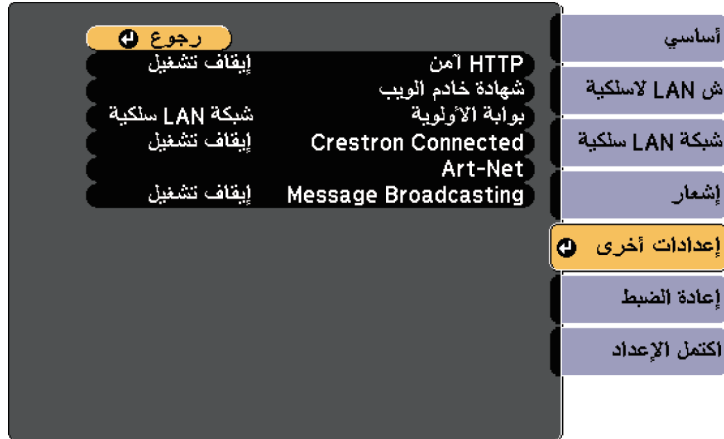 أساسي
ش LAN لاسلكية
شبكة LAN سلكية
إشعار
إعدادات أخرى
إعادة الضبط
اكتمل الإعداد
رجوع
HTTP آمن إيقاف تشغيل
شهادة خادم الويب
بوابة الأولوية شبكة LAN سلكية
Crestron Connected إيقاف تشغيل
Art-Net
Message Broadcasting إيقاف تشغيل